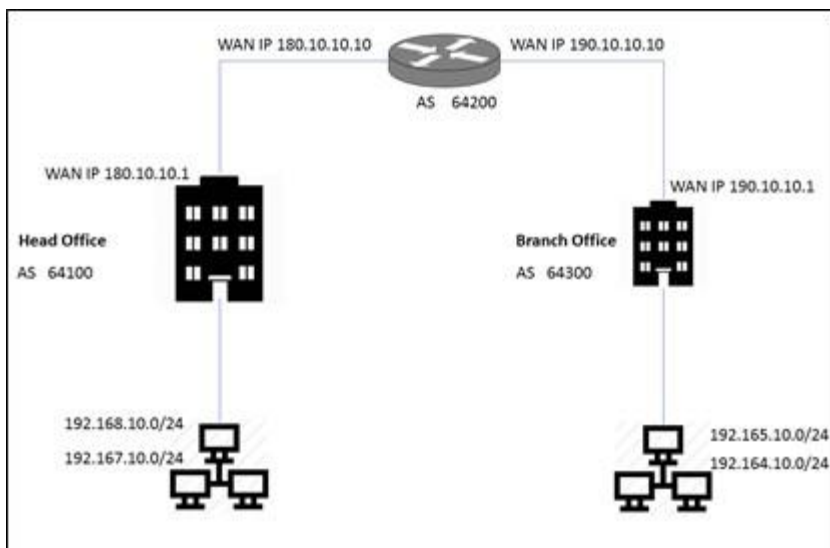 WAN IP 180.10.10.10
WAN IP 190.10.10.10
AS 64200
WAN IP 180.10.10.1
WAN IP 190.10.10.1
Head Office
AS 64100
Branch Office
AS 64300
192.168.10.0/24
192.167.10.0/24
192.165.10.0/24
192.164.10.0/24